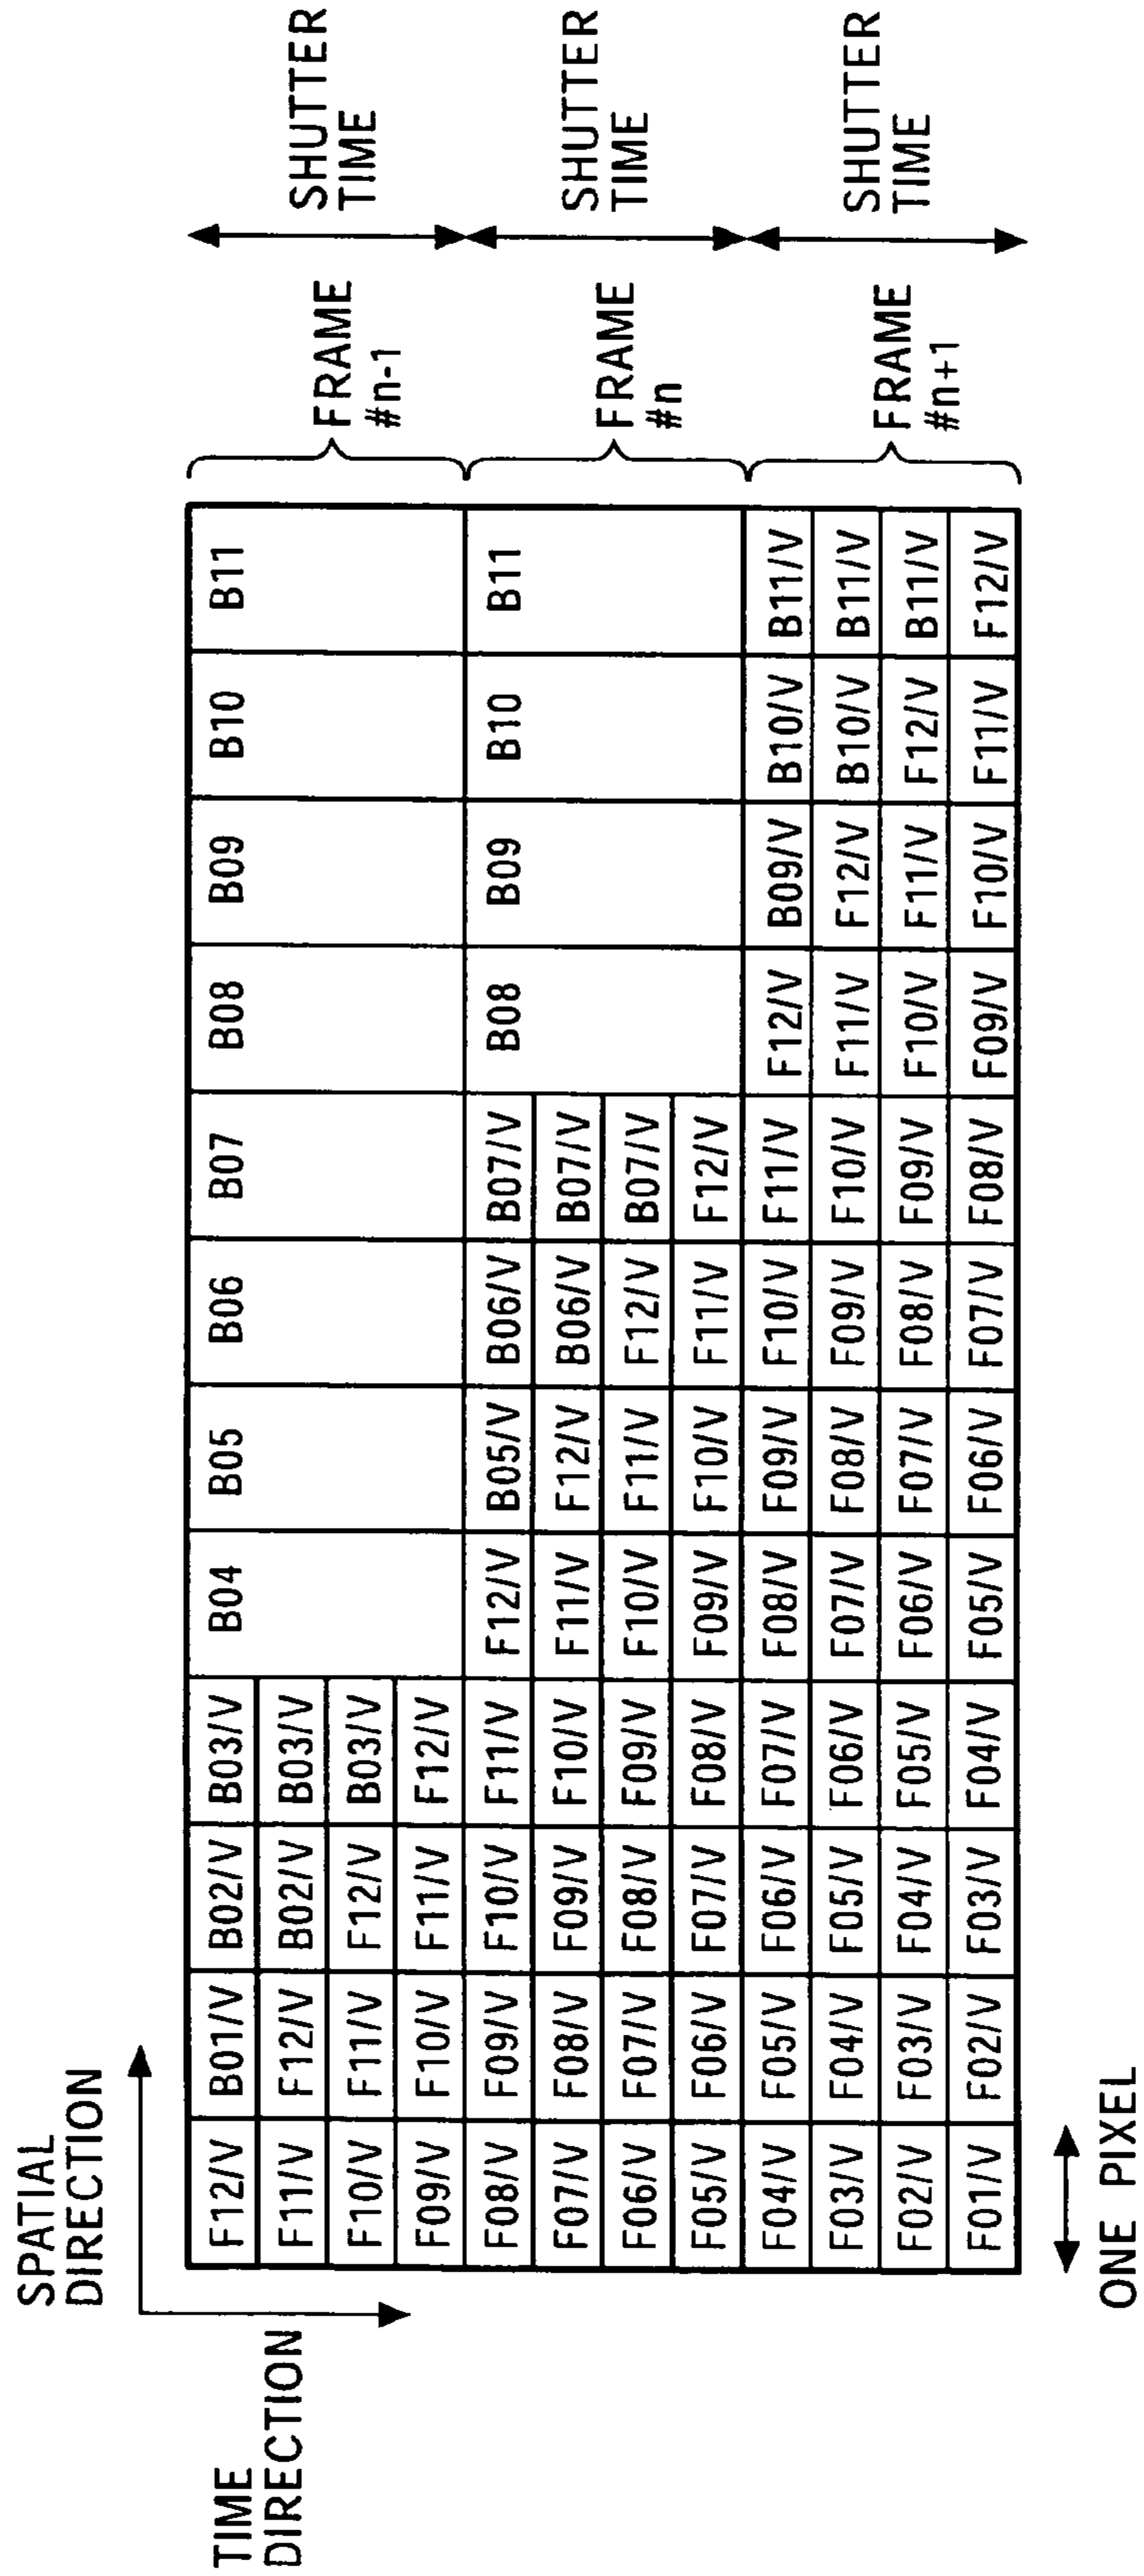 SPATIAL
DIRECTION
TIME
DIRECTION
F12/V B01/V B02/V B03/V B04 B05 B06 B07 B08 B09 B10 B11
F11/V F12/V B02/V B03/V
F10/V F11/V F12/V B03/V
F09/V F10/V F11/V F12/V
FRAME
#n-1
SHUTTER
TIME
F08/V F09/V F10/V F11/V F12/V B05/V B06/V B07/V B08 B09 B10 B11
F07/V F08/V F09/V F10/V F11/V F12/V B06/V B07/V
F06/V F07/V F08/V F09/V F10/V F11/V F12/V B07/V
F05/V F06/V F07/V F08/V F09/V F10/V F11/V F12/V
FRAME
#n
SHUTTER
TIME
F04/V F05/V F06/V F07/V F08/V F09/V F10/V F11/V F12/V B09/V B10/V B11/V
F03/V F04/V F05/V F06/V F07/V F08/V F09/V F10/V F11/V F12/V B10/V B11/V
F02/V F03/V F04/V F05/V F06/V F07/V F08/V F09/V F10/V F11/V F12/V B11/V
F01/V F02/V F03/V F04/V F05/V F06/V F07/V F08/V F09/V F10/V F11/V F12/V
FRAME
#n+1
SHUTTER
TIME
ONE PIXEL